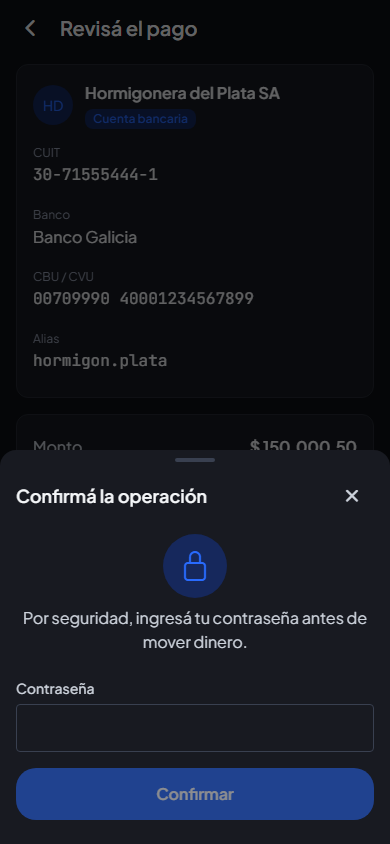 Revisá el pago
HD
Hormigonera del Plata SA
Cuenta bancaria
CUIT
30-71555444-1
Banco
Banco Galicia
CBU / CVU
00709990 40001234567899
Alias
hormigon.plata
Monto
$ 150.000,50
Confirmá la operación
Por seguridad, ingresá tu contraseña antes de
mover dinero.
Contraseña
Confirmar